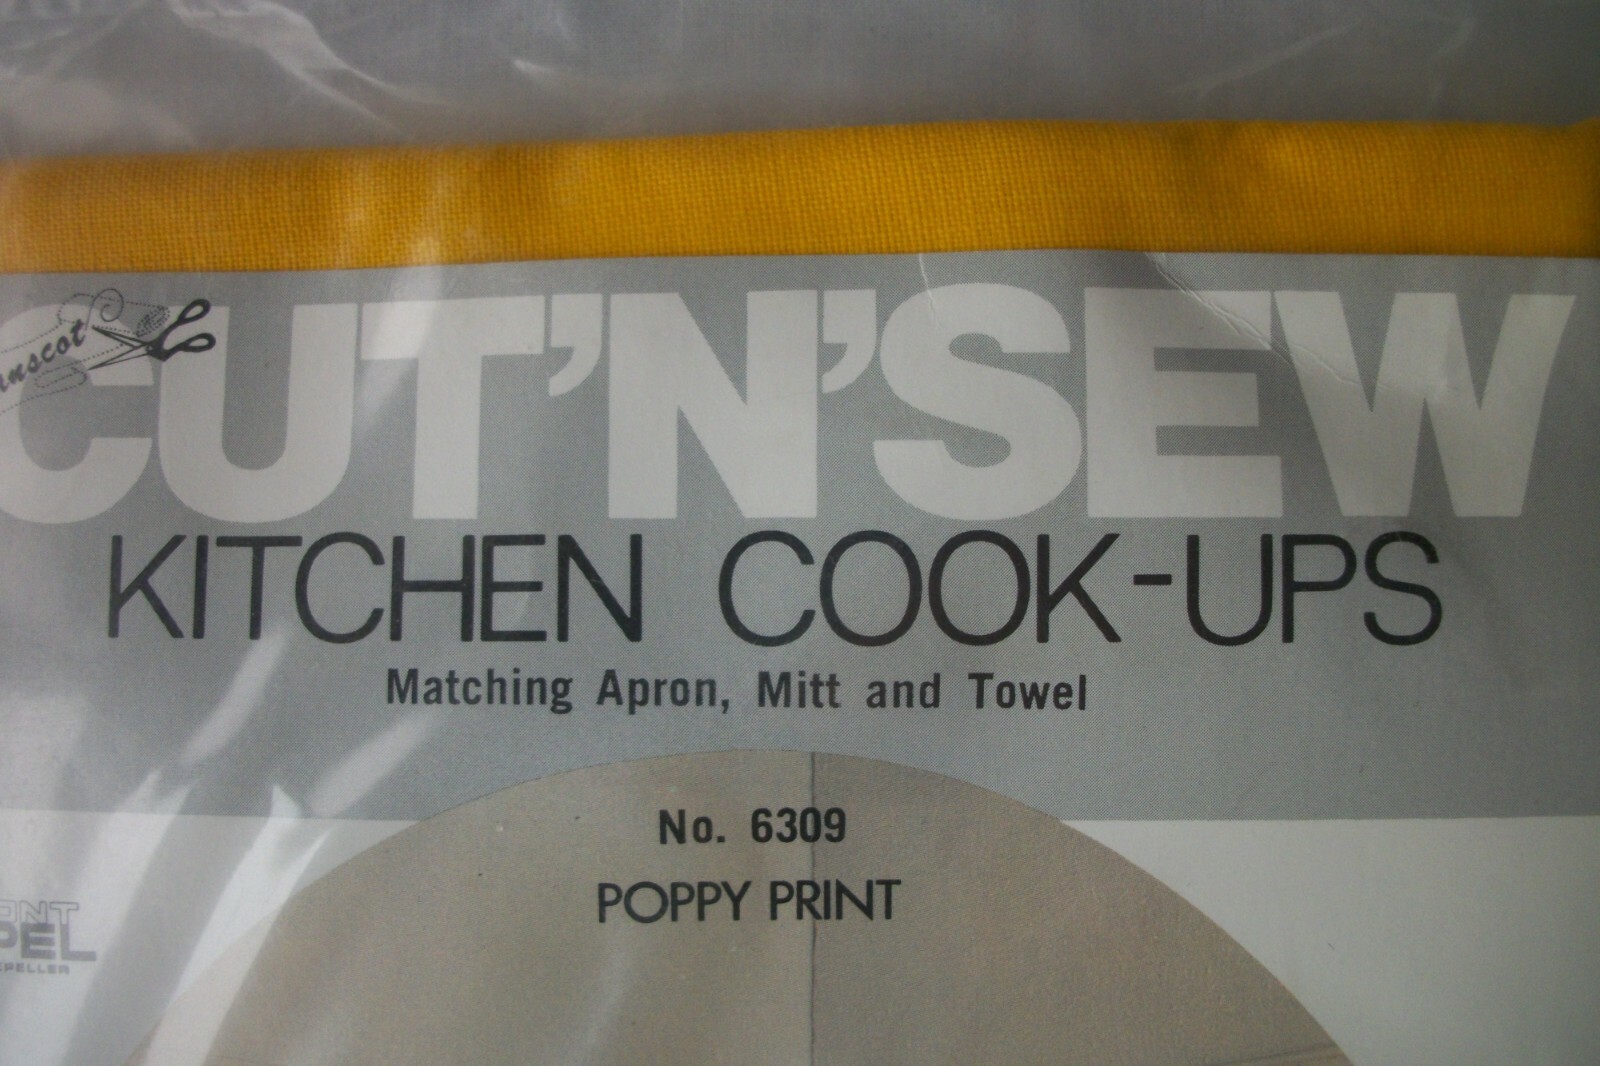 CUT'N'SEW
KITCHEN COOK-UPS
Matching Apron, Mitt and Towel
No. 6309
POPPY PRINT